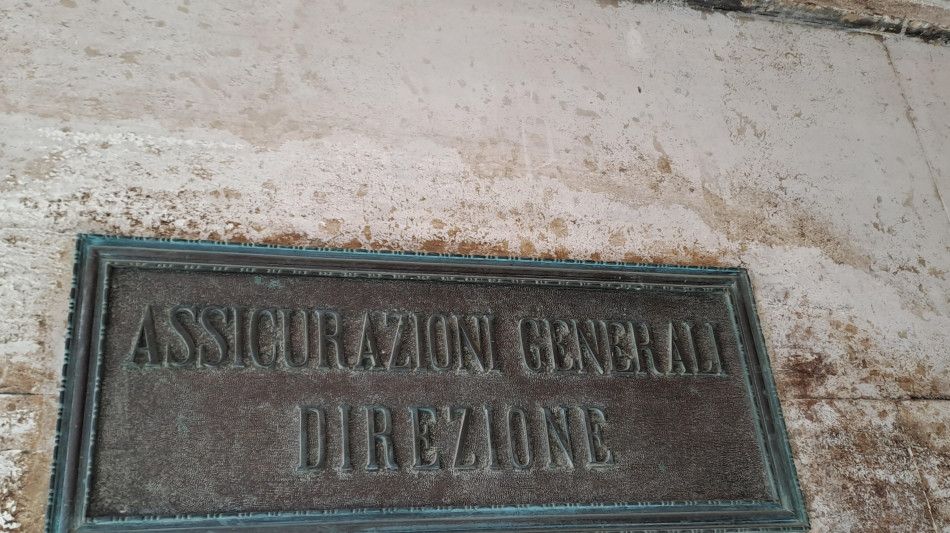 ASSICURAZIONI GENERALI
DIREZIONE